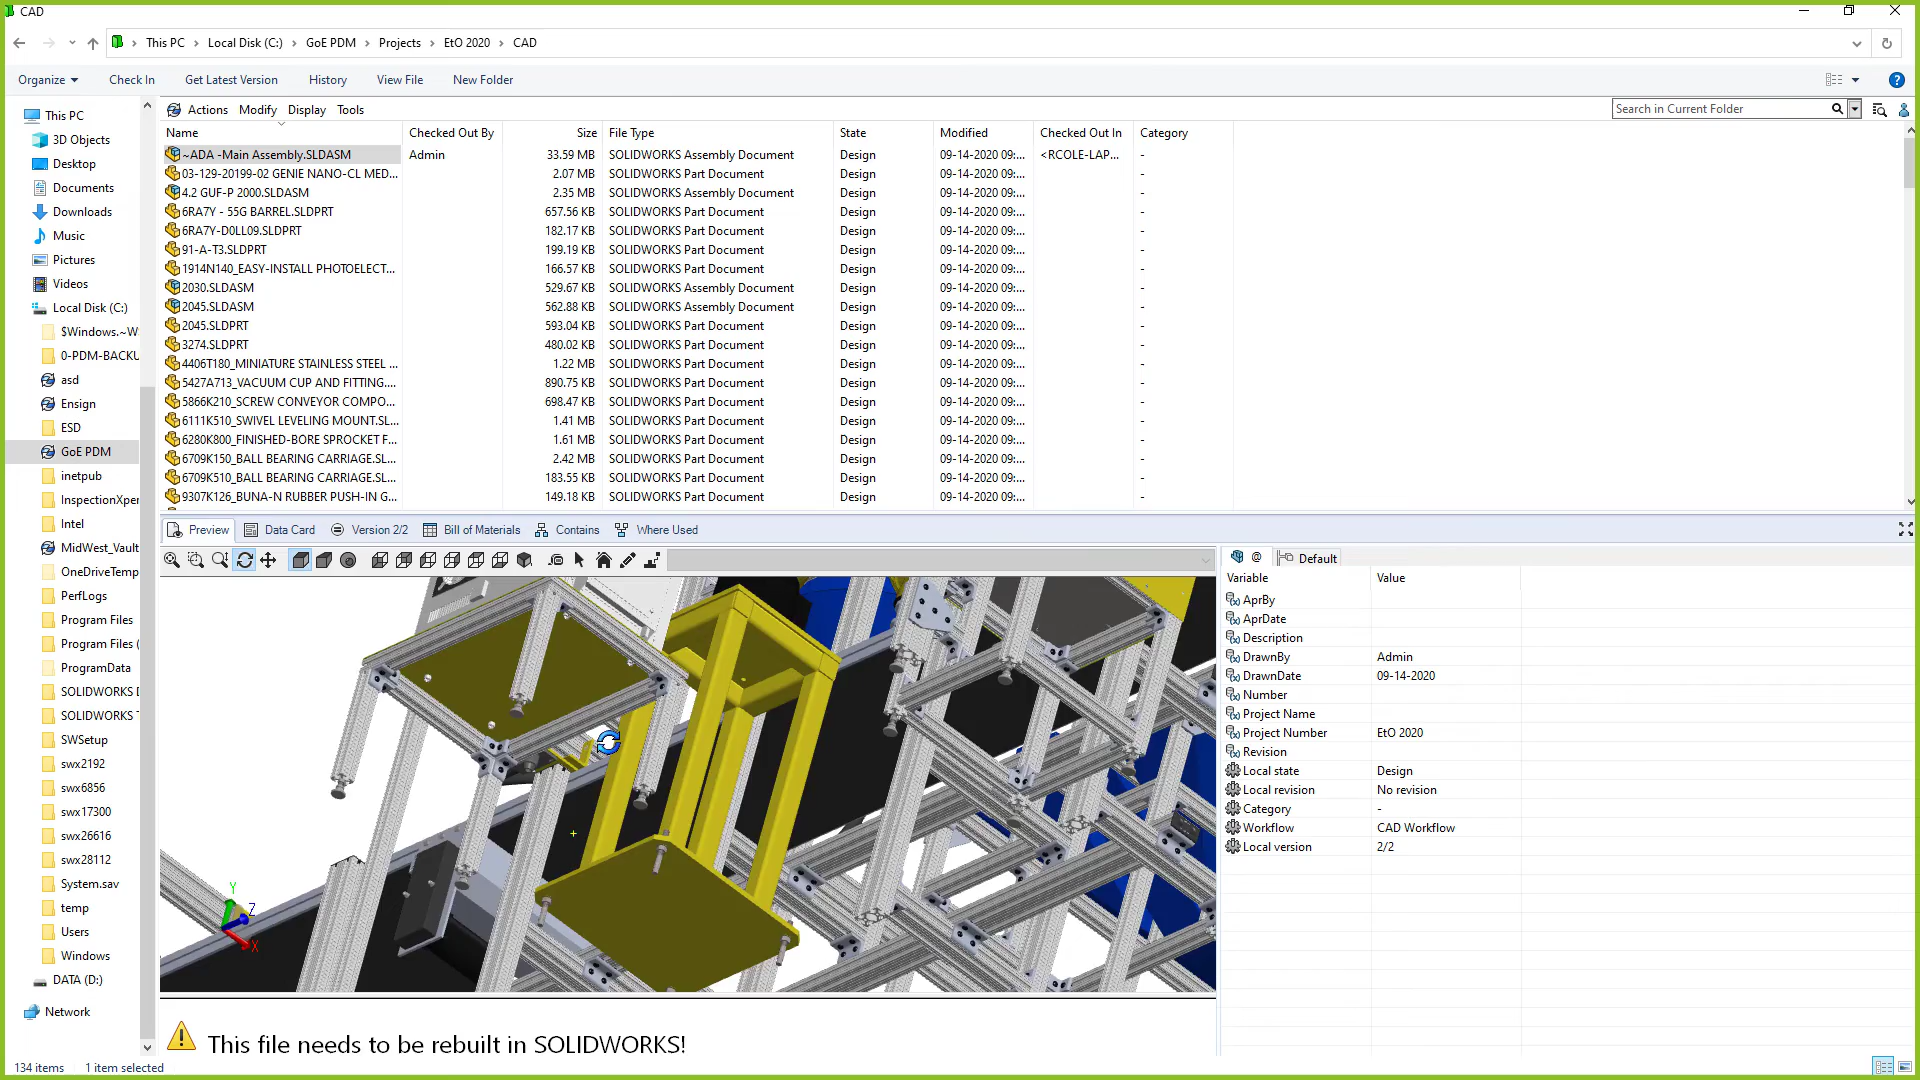 CAD
This PC > Local Disk (C:) > GoE PDM > Projects > EtO 2020 > CAD
Organize Check In Get Latest Version History View File New Folder
Actions Modify Display Tools
Search in Current Folder
Name Checked Out By Size File Type State Modified Checked Out In Category
~ADA -Main Assembly.SLDASM Admin 33.59 MB SOLIDWORKS Assembly Document Design 09-14-2020 09:... <RCOLE-LAP... -
03-129-20199-02 GENIE NANO-CL MED... 2.07 MB SOLIDWORKS Part Document Design 09-14-2020 09:... -
4.2 GUF-P 2000.SLDASM 2.35 MB SOLIDWORKS Assembly Document Design 09-14-2020 09:... -
6RA7Y - 55G BARREL.SLDPRT 657.56 KB SOLIDWORKS Part Document Design 09-14-2020 09:... -
6RA7Y-D0LL09.SLDPRT 182.17 KB SOLIDWORKS Part Document Design 09-14-2020 09:... -
91-A-T3.SLDPRT 199.19 KB SOLIDWORKS Part Document Design 09-14-2020 09:... -
1914N140_EASY-INSTALL PHOTOELECT... 166.57 KB SOLIDWORKS Part Document Design 09-14-2020 09:... -
2030.SLDASM 529.67 KB SOLIDWORKS Assembly Document Design 09-14-2020 09:... -
2045.SLDASM 562.88 KB SOLIDWORKS Assembly Document Design 09-14-2020 09:... -
2045.SLDPRT 593.04 KB SOLIDWORKS Part Document Design 09-14-2020 09:... -
3274.SLDPRT 480.02 KB SOLIDWORKS Part Document Design 09-14-2020 09:... -
4406T180_MINIATURE STAINLESS STEEL ... 1.22 MB SOLIDWORKS Part Document Design 09-14-2020 09:... -
5427A713_VACUUM CUP AND FITTING.... 890.75 KB SOLIDWORKS Part Document Design 09-14-2020 09:... -
5866K210_SCREW CONVEYOR COMPO... 698.47 KB SOLIDWORKS Part Document Design 09-14-2020 09:... -
6111K510_SWIVEL LEVELING MOUNT.SL... 1.41 MB SOLIDWORKS Part Document Design 09-14-2020 09:... -
6280K800_FINISHED-BORE SPROCKET F... 1.61 MB SOLIDWORKS Part Document Design 09-14-2020 09:... -
6709K150_BALL BEARING CARRIAGE.SL... 2.42 MB SOLIDWORKS Part Document Design 09-14-2020 09:... -
6709K510_BALL BEARING CARRIAGE.SL... 183.55 KB SOLIDWORKS Part Document Design 09-14-2020 09:... -
9307K126_BUNA-N RUBBER PUSH-IN G... 149.18 KB SOLIDWORKS Part Document Design 09-14-2020 09:... -
This PC
3D Objects
Desktop
Documents
Downloads
Music
Pictures
Videos
Local Disk (C:)
$Windows.~W
0-PDM-BACKU
asd
Ensign
ESD
GoE PDM
inetpub
InspectionXper
Intel
MidWest_Vault
OneDriveTemp
PerfLogs
Program Files
Program Files (
ProgramData
SOLIDWORKS D
SOLIDWORKS T
SWSetup
swx2192
swx6856
swx17300
swx26616
swx28112
System.sav
temp
Users
Windows
DATA (D:)
Network
Preview Data Card Version 2/2 Bill of Materials Contains Where Used
@ Default
Variable Value
AprBy
AprDate
Description
DrawnBy Admin
DrawnDate 09-14-2020
Number
Project Name
Project Number EtO 2020
Revision
Local state Design
Local revision No revision
Category -
Workflow CAD Workflow
Local version 2/2
Y
Z
X
This file needs to be rebuilt in SOLIDWORKS!
134 items 1 item selected